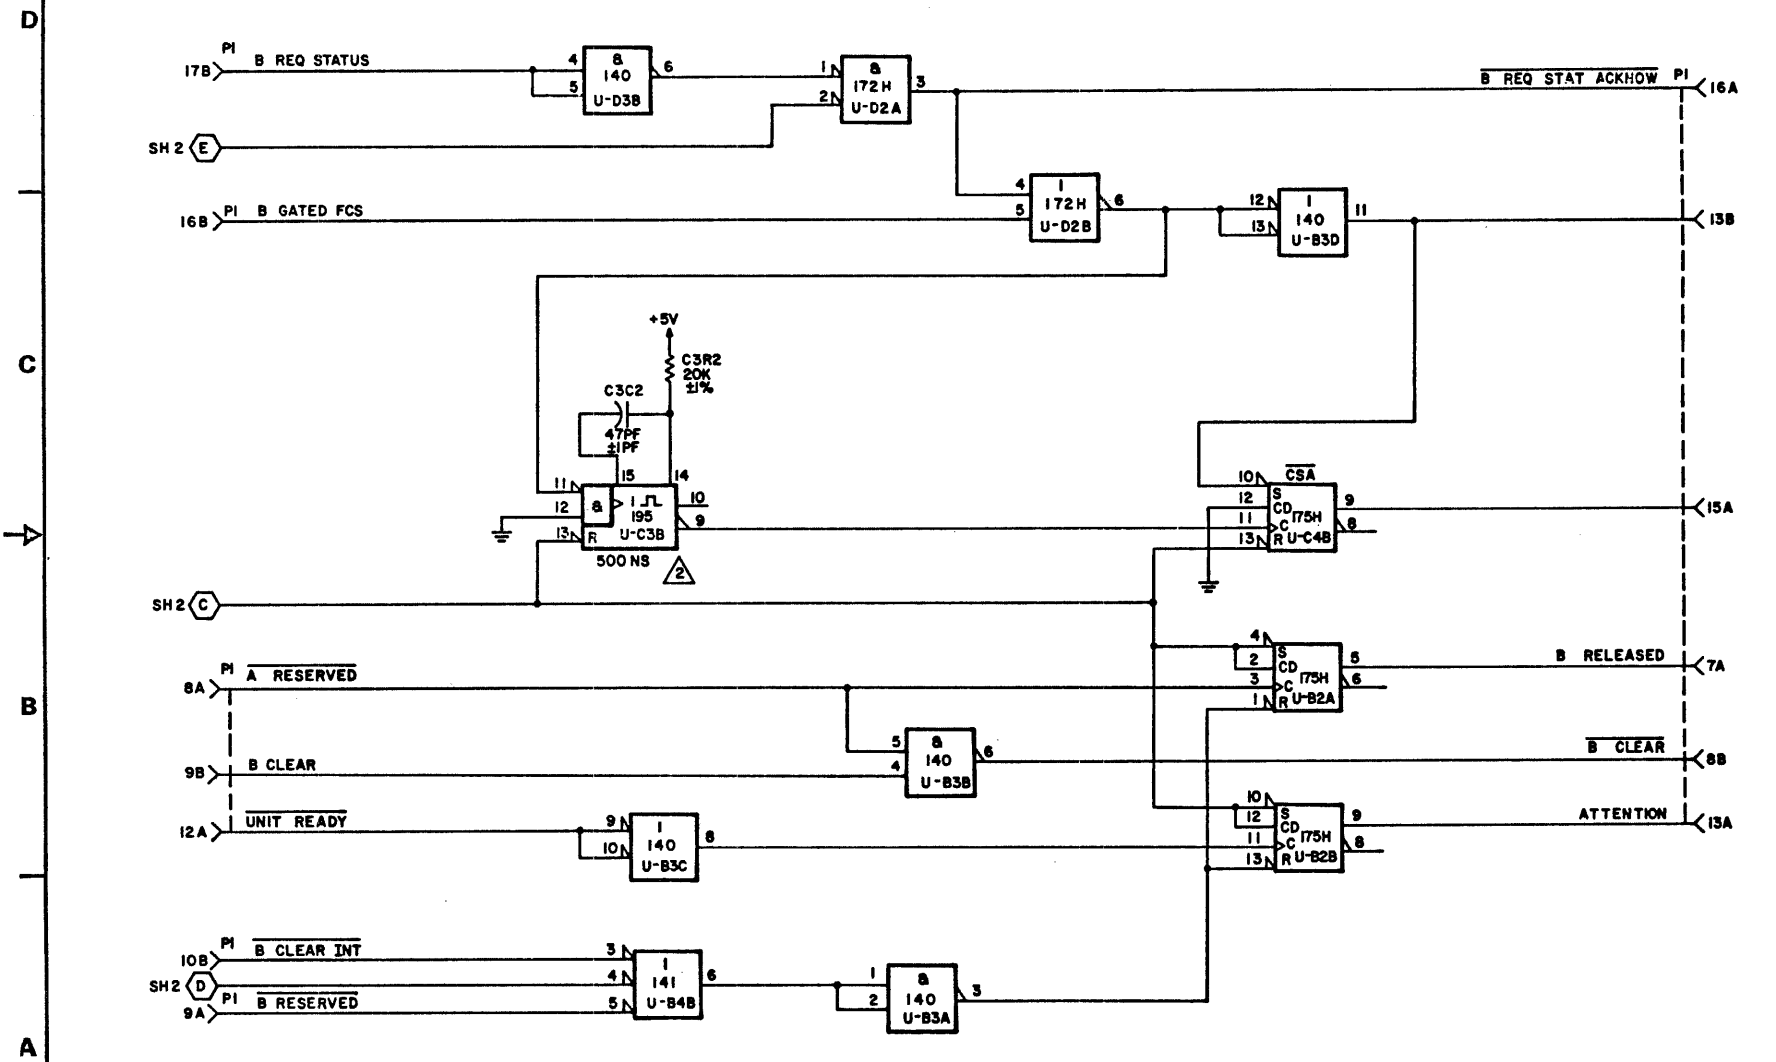 D
P1
17B B REQ STATUS
4 & 6
140
5
U-D3B
1 & 3
172H
2
U-D2A
B REQ STAT ACKHOW P1
16A
SH 2 E
16B P1 B GATED FCS
4 1 6
172H
5
U-D2B
12 1 11
140
13
U-B3D
13B
+5V
C
C3R2
20K
±1%
C3C2
47PF
±1PF
15 14
11
12 & 1 10
195 9
13 R U-C3B
500 NS
2
CSA
10 S 9
12 CD
175H
11 C 8
13 R U-C4B
15A
SH 2 C
P1 A RESERVED
8A
4 S 5
2 CD
175H
3 C 6
1 R U-B2A
B RELEASED
7A
B
5 & 6
140
4
U-B3B
B CLEAR
8B
9B B CLEAR
UNIT READY
12A
9 1 8
140
10
U-B3C
10 S 9
12 CD
175H
11 C 8
13 R U-B2B
ATTENTION
13A
P1 B CLEAR INT
10B
SH 2 D
P1 B RESERVED
9A
3 1 6
4 141
5 U-B4B
1 & 3
140
2
U-B3A
A